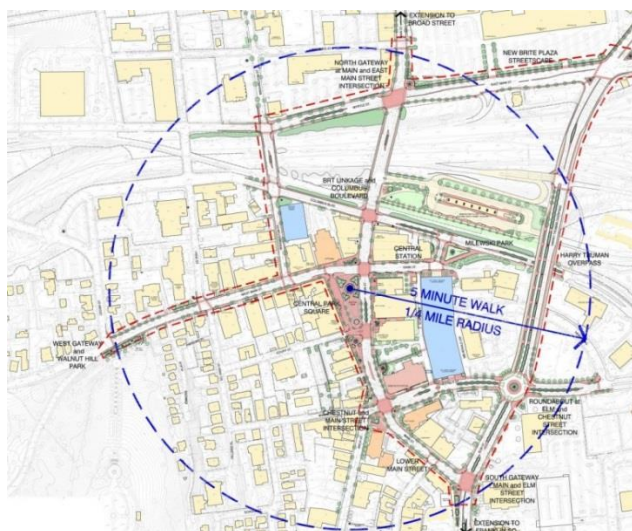 EXTENSION TO
BROAD STREET
NEW BRITE PLAZA
STREETSCAPE
NORTH GATEWAY
at MAIN and EAST
MAIN STREET
INTERSECTION
BRT LINKAGE and
COLUMBUS
BOULEVARD
CENTRAL
STATION
MILEWSKI PARK
HARRY TRUMAN
OVERPASS
CENTRAL PARK
SQUARE
5 MINUTE WALK
1/4 MILE RADIUS
WEST GATEWAY
and
WALNUT HILL
PARK
CHESTNUT and
MAIN STREET
INTERSECTION
ROUNDABOUT at
ELM and
CHESTNUT
STREET
INTERSECTION
LOWER
MAIN STREET
SOUTH GATEWAY
MAIN and ELM
STREET
INTERSECTION
EXTENSION TO